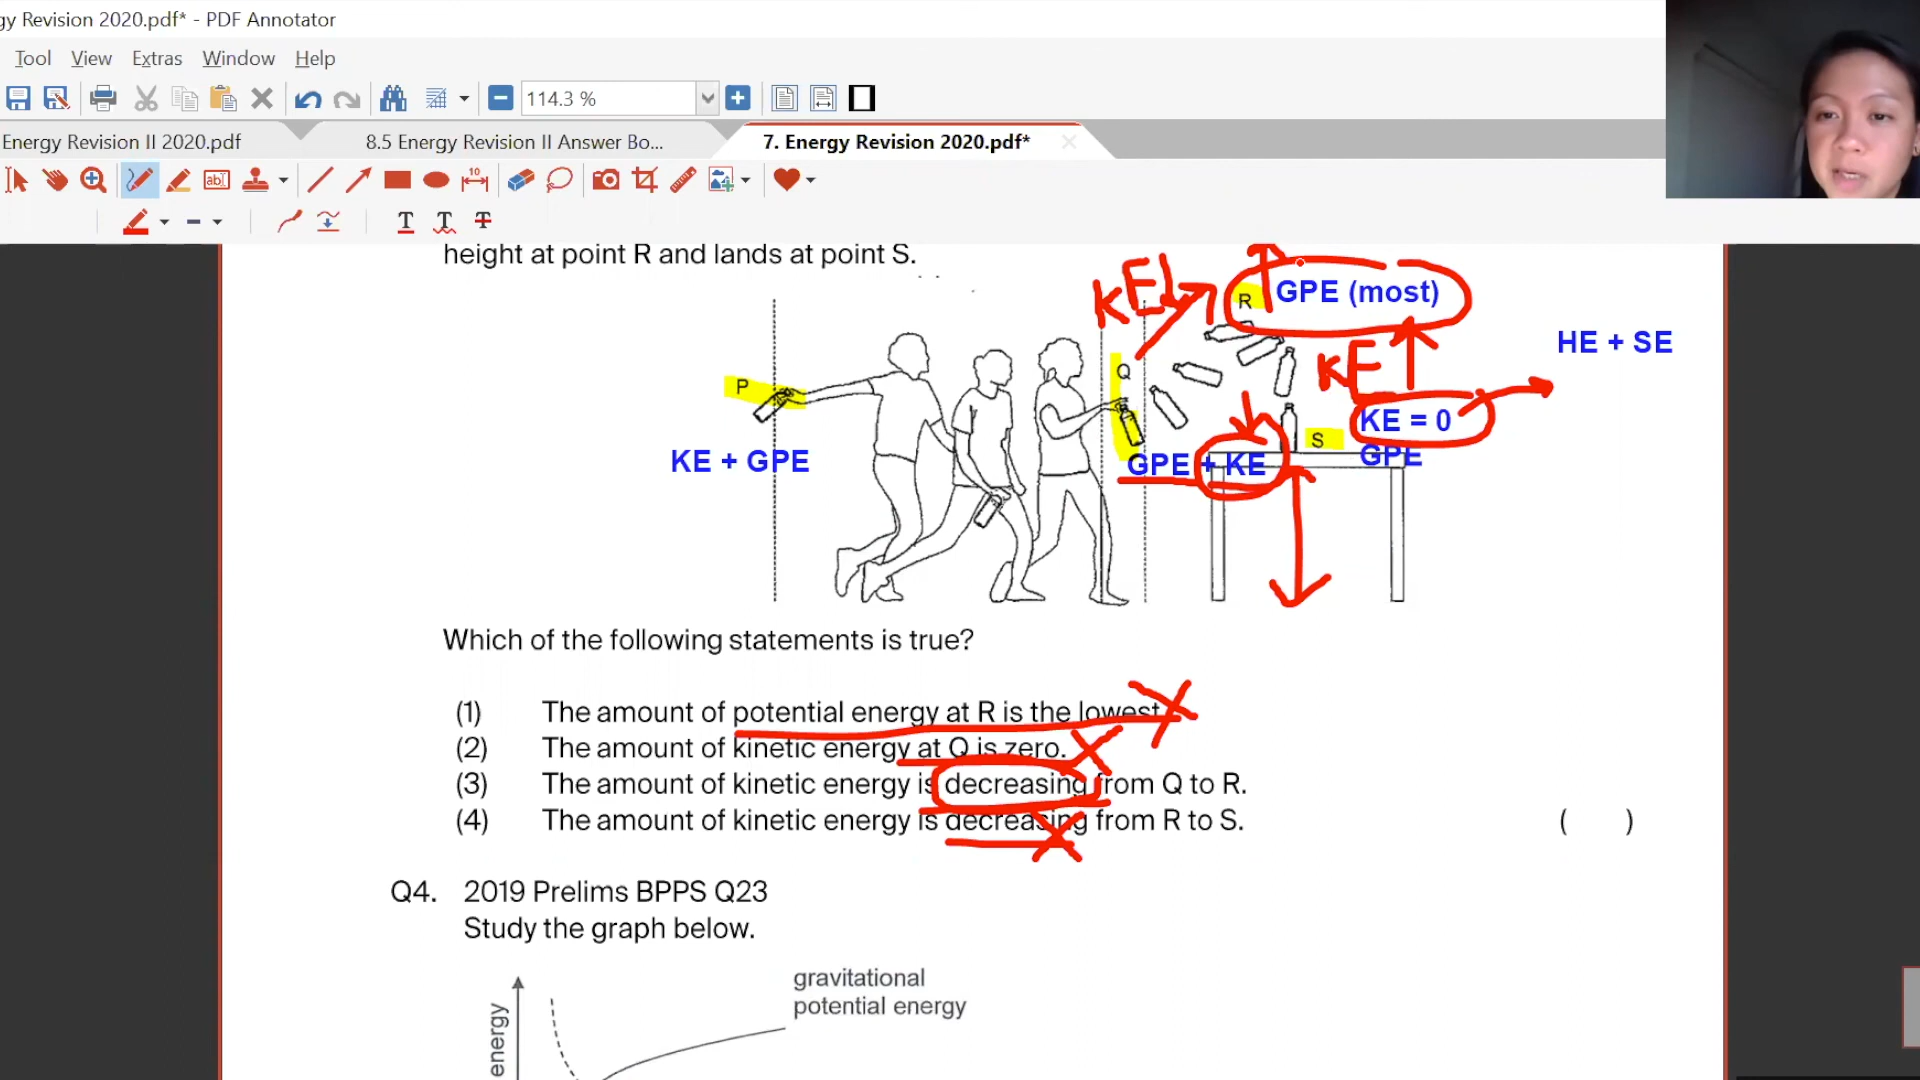 gy Revision 2020.pdf* - PDF Annotator
Tool View Extras Window Help
114.3 %
Energy Revision II 2020.pdf
8.5 Energy Revision II Answer Bo...
7. Energy Revision 2020.pdf*
abI
10
T T T
height at point R and lands at point S.
KE
R
GPE (most)
HE + SE
KE
P
Q
KE = 0
S
GPE
KE + GPE
GPE + KE
Which of the following statements is true?
(1) The amount of potential energy at R is the lowest
(2) The amount of kinetic energy at Q is zero.
(3) The amount of kinetic energy is decreasing from Q to R.
(4) The amount of kinetic energy is decreasing from R to S.
( )
Q4. 2019 Prelims BPPS Q23
Study the graph below.
gravitational
potential energy
energy